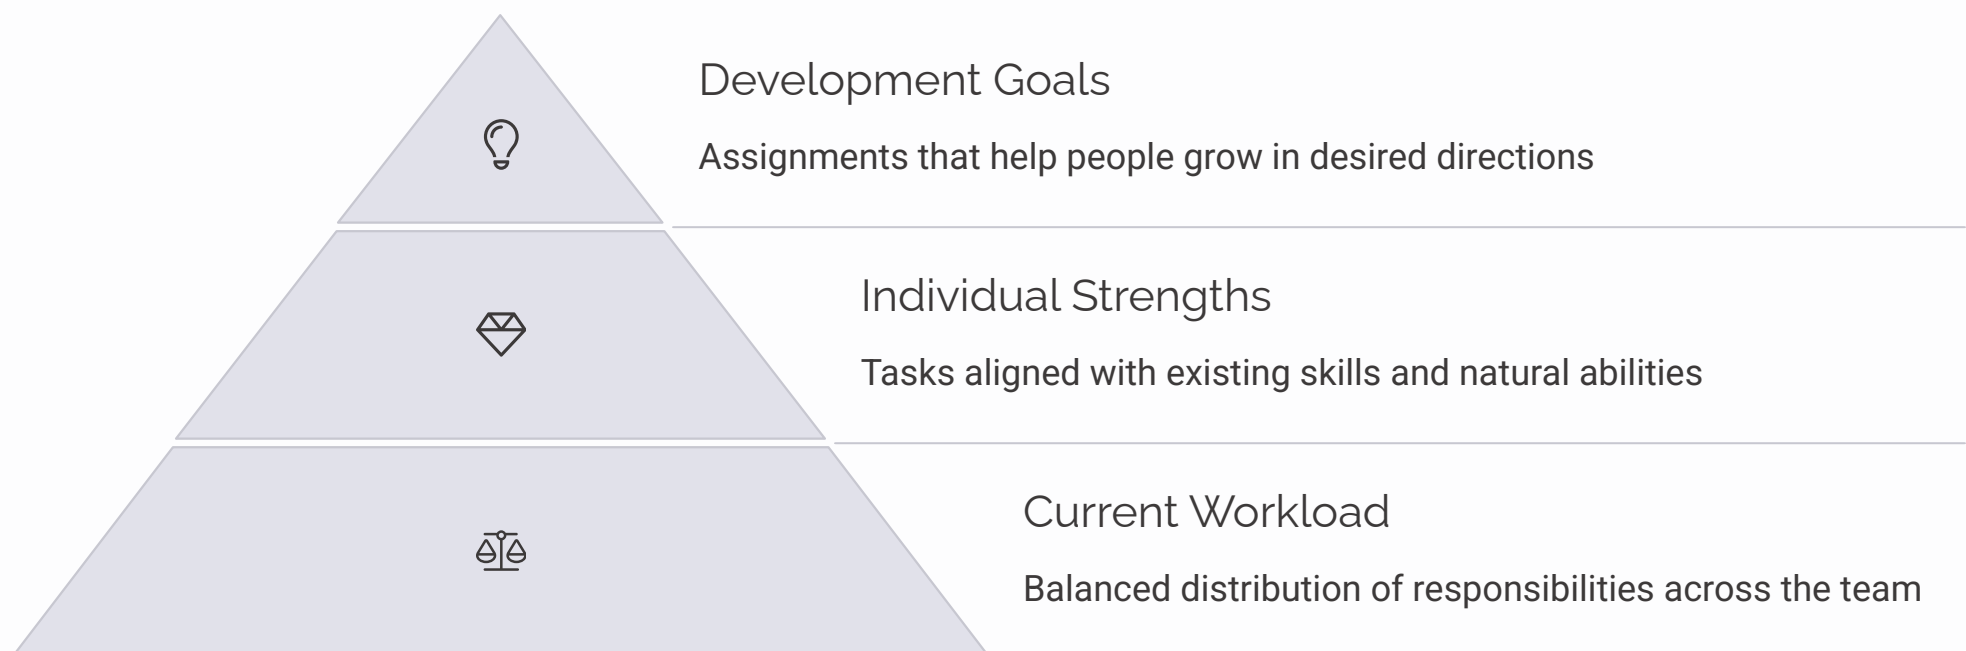 Development Goals
Assignments that help people grow in desired directions
Individual Strengths
Tasks aligned with existing skills and natural abilities
Current Workload
Balanced distribution of responsibilities across the team